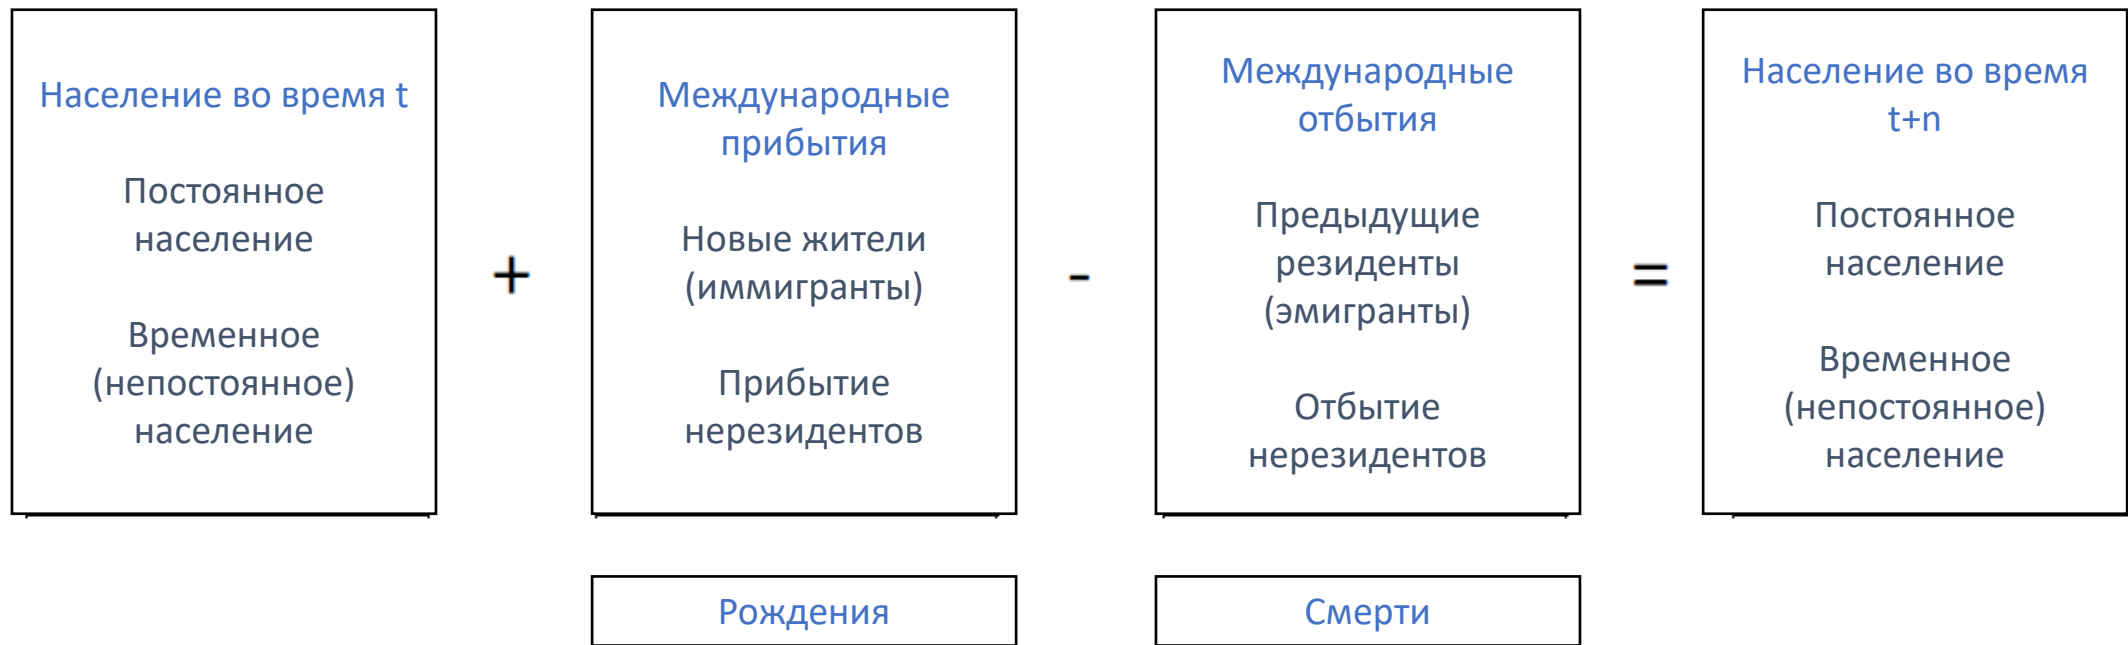 Население во время t
Постоянное
население
Временное
(непостоянное)
население
+
Международные
прибытия
Новые жители
(иммигранты)
Прибытие
нерезидентов
-
Международные
отбытия
Предыдущие
резиденты
(эмигранты)
Отбытие
нерезидентов
=
Население во время
t+n
Постоянное
население
Временное
(непостоянное)
население
Рождения
Смерти